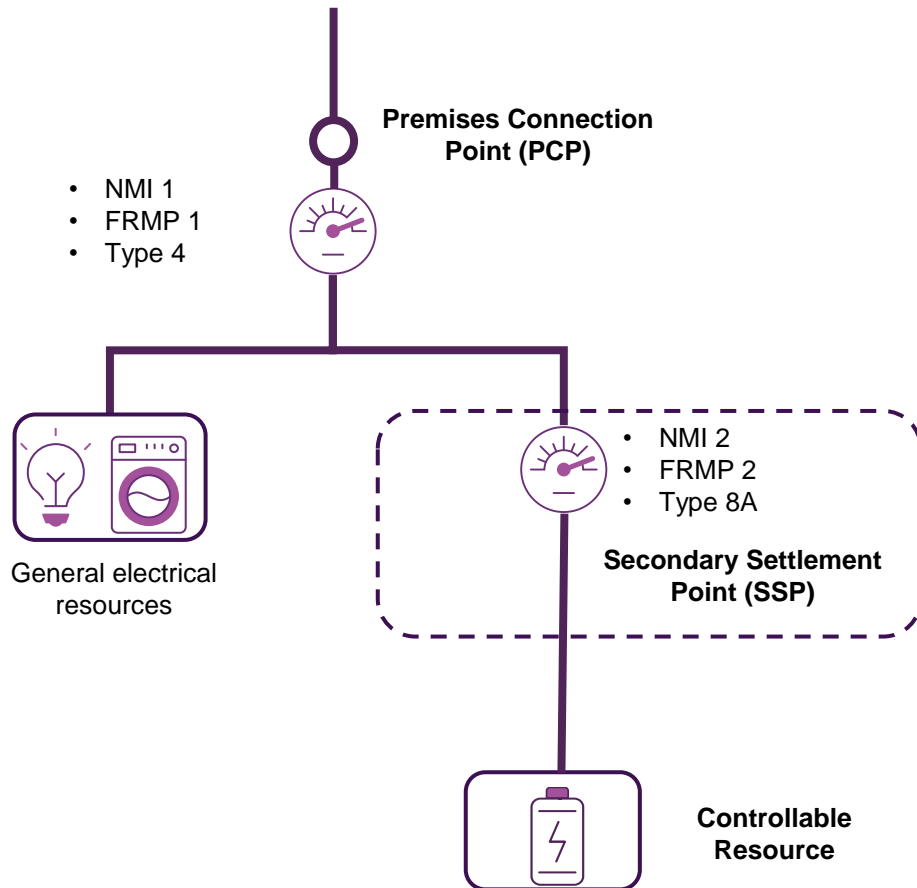 Premises Connection
Point (PCP)
• NMI 1
• FRMP 1
• Type 4
• NMI 2
• FRMP 2
• Type 8A
General electrical
resources
Secondary Settlement
Point (SSP)
Controllable
Resource